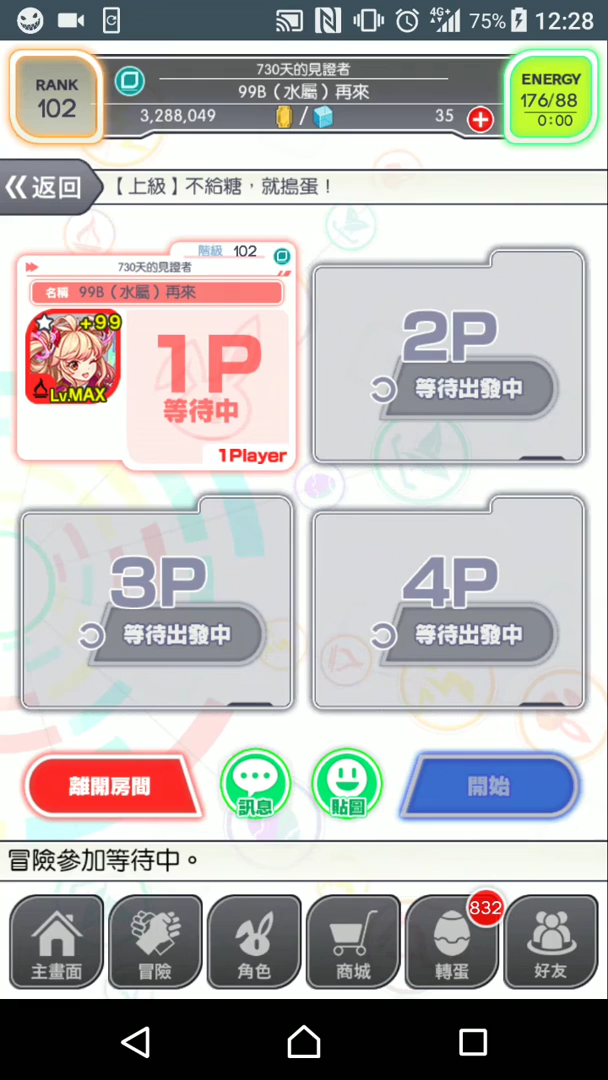 4G+ 75% 12:28
RANK
102
730天的見證者
99B（水屬）再來
3,288,049 / 35
ENERGY
176/88
0:00
返回
【上級】不給糖，就搗蛋！
階級 102
730天的見證者
名稱 99B（水屬）再來
+99
Lv.MAX
1P
等待中
1Player
2P
等待出發中
3P
等待出發中
4P
等待出發中
離開房間
訊息
貼圖
開始
冒險參加等待中。
832
主畫面
冒險
角色
商城
轉蛋
好友